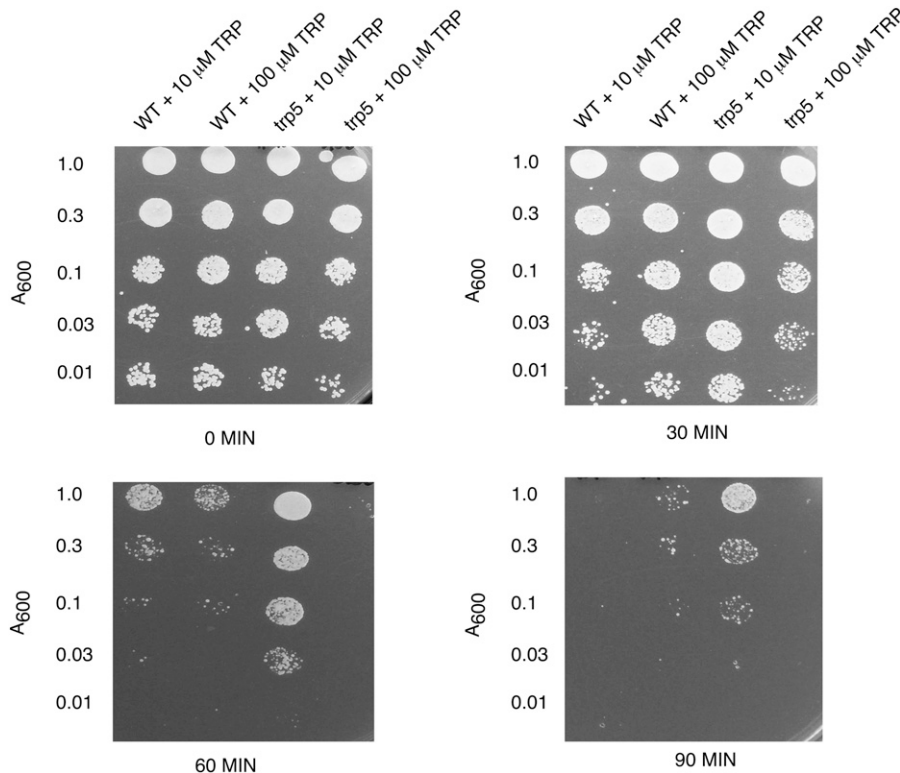 WT + 10 μM TRP
WT + 100 μM TRP
trp5 + 10 μM TRP
trp5 + 100 μM TRP
WT + 10 μM TRP
WT + 100 μM TRP
trp5 + 10 μM TRP
trp5 + 100 μM TRP
A600
1.0
0.3
0.1
0.03
0.01
0 MIN
A600
1.0
0.3
0.1
0.03
0.01
30 MIN
A600
1.0
0.3
0.1
0.03
0.01
60 MIN
A600
1.0
0.3
0.1
0.03
0.01
90 MIN